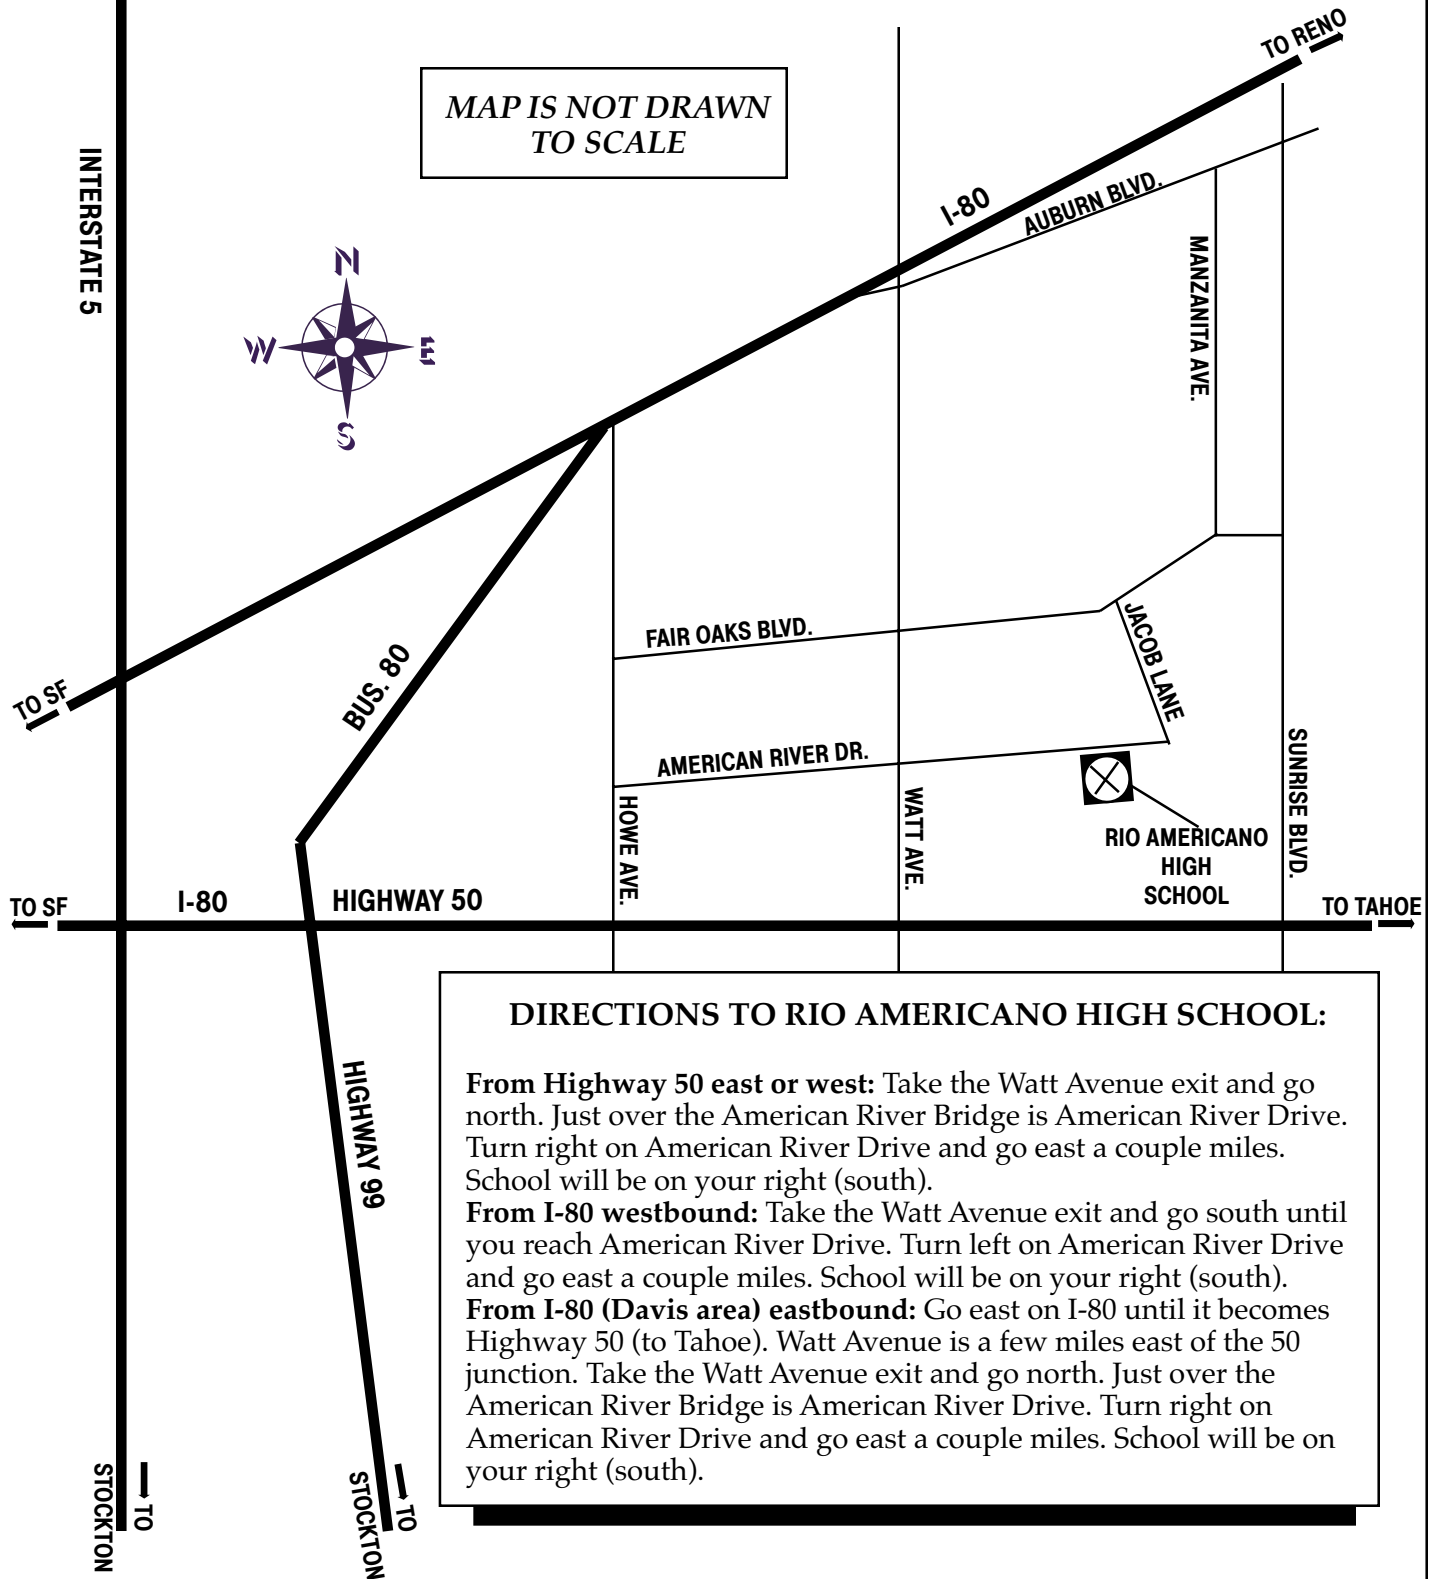 TO RENO
MAP IS NOT DRAWN
TO SCALE
INTERSTATE 5
I-80
AUBURN BLVD.
MANZANITA AVE.
N
W
E
S
FAIR OAKS BLVD.
JACOB LANE
BUS. 80
TO SF
AMERICAN RIVER DR.
SUNRISE BLVD.
HOWE AVE.
WATT AVE.
RIO AMERICANO
HIGH
SCHOOL
TO SF
I-80
HIGHWAY 50
TO TAHOE
DIRECTIONS TO RIO AMERICANO HIGH SCHOOL:
From Highway 50 east or west: Take the Watt Avenue exit and go
north. Just over the American River Bridge is American River Drive.
Turn right on American River Drive and go east a couple miles.
School will be on your right (south).
From I-80 westbound: Take the Watt Avenue exit and go south until
you reach American River Drive. Turn left on American River Drive
and go east a couple miles. School will be on your right (south).
From I-80 (Davis area) eastbound: Go east on I-80 until it becomes
Highway 50 (to Tahoe). Watt Avenue is a few miles east of the 50
junction. Take the Watt Avenue exit and go north. Just over the
American River Bridge is American River Drive. Turn right on
American River Drive and go east a couple miles. School will be on
your right (south).
HIGHWAY 99
TO
STOCKTON
TO
STOCKTON